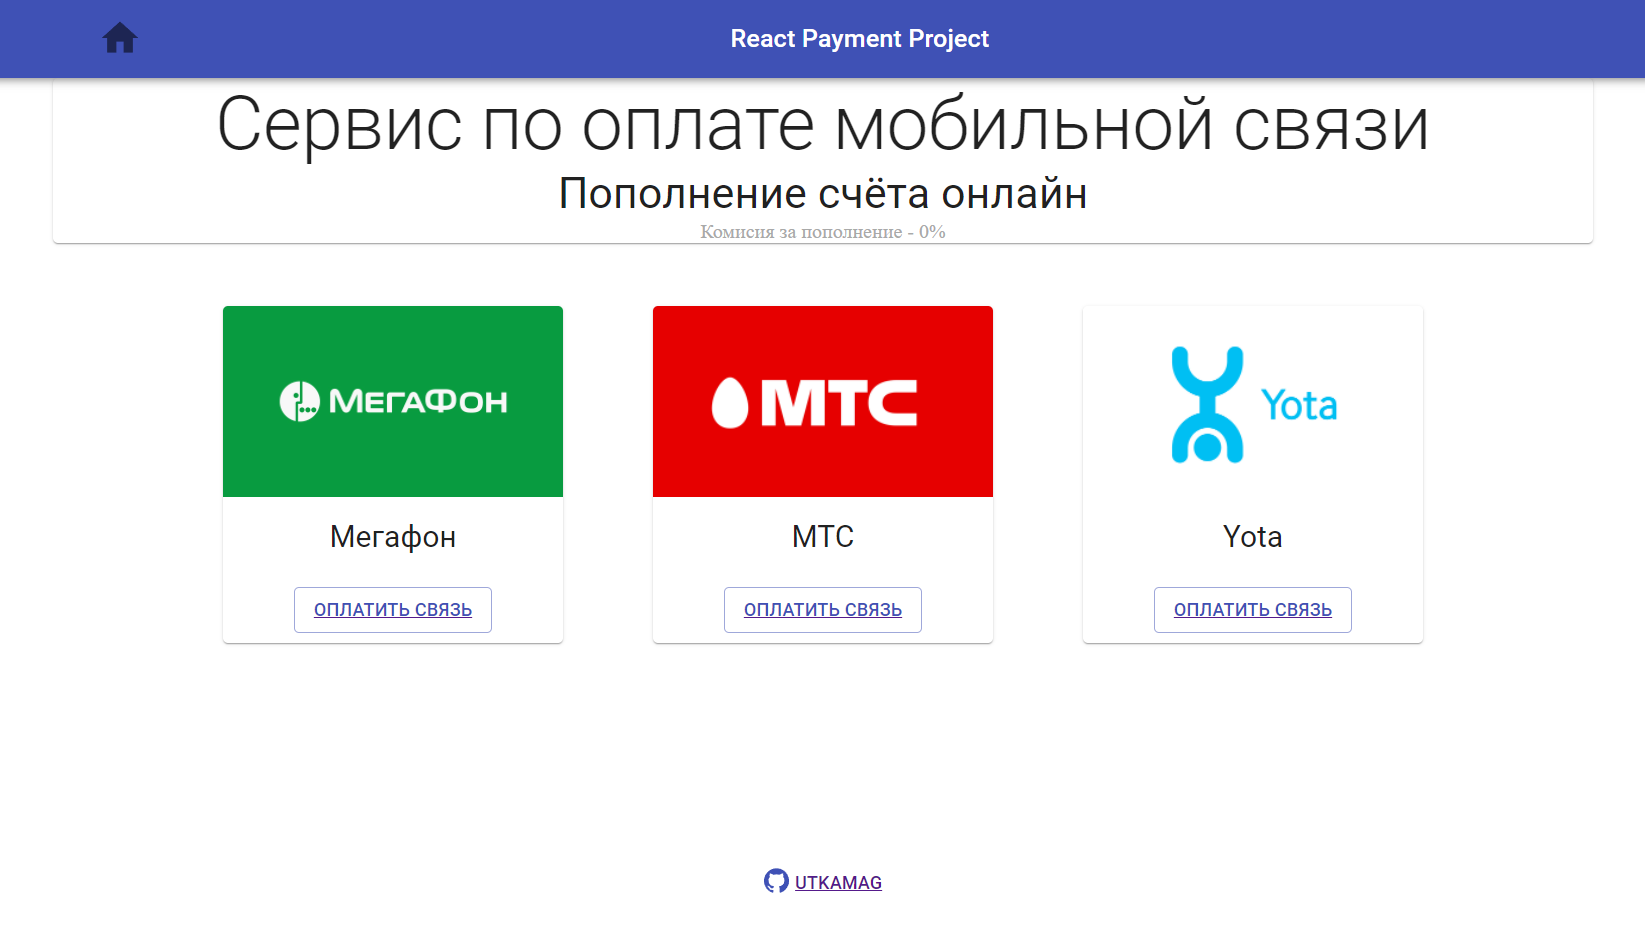 React Payment Project
Сервис по оплате мобильной связи
Пополнение счёта онлайн
Комисия за пополнение - 0%
МЕГАФОН
МТС
Yota
Мегафон
МТС
Yota
ОПЛАТИТЬ СВЯЗЬ
ОПЛАТИТЬ СВЯЗЬ
ОПЛАТИТЬ СВЯЗЬ
UTKAMAG